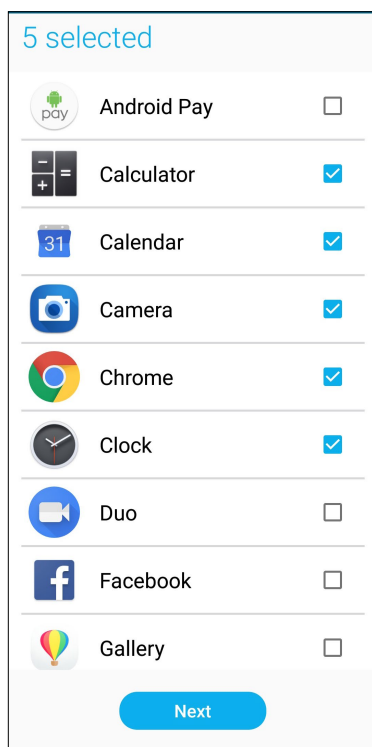 5 selected
pay
Android Pay
Calculator
31
Calendar
Camera
Chrome
Clock
Duo
Facebook
Gallery
Next